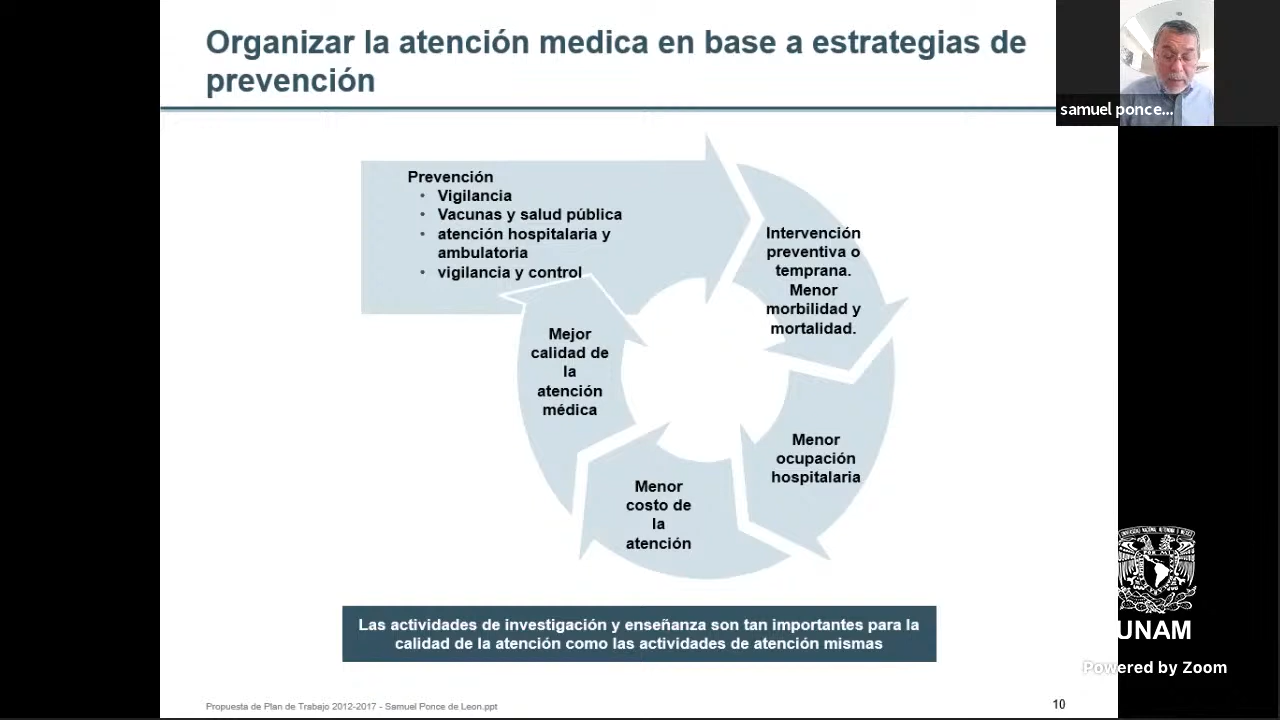 Organizar la atención medica en base a estrategias de
prevención
samuel ponce...
Prevención
• Vigilancia
• Vacunas y salud pública
• atención hospitalaria y
ambulatoria
• vigilancia y control
Intervención
preventiva o
temprana.
Menor
morbilidad y
mortalidad.
Menor
ocupación
hospitalaria
Menor
costo de
la
atención
Mejor
calidad de
la
atención
médica
Las actividades de investigación y enseñanza son tan importantes para la
calidad de la atención como las actividades de atención mismas
UNAM
Powered by Zoom
Propuesta de Plan de Trabajo 2012-2017 - Samuel Ponce de Leon.ppt
10